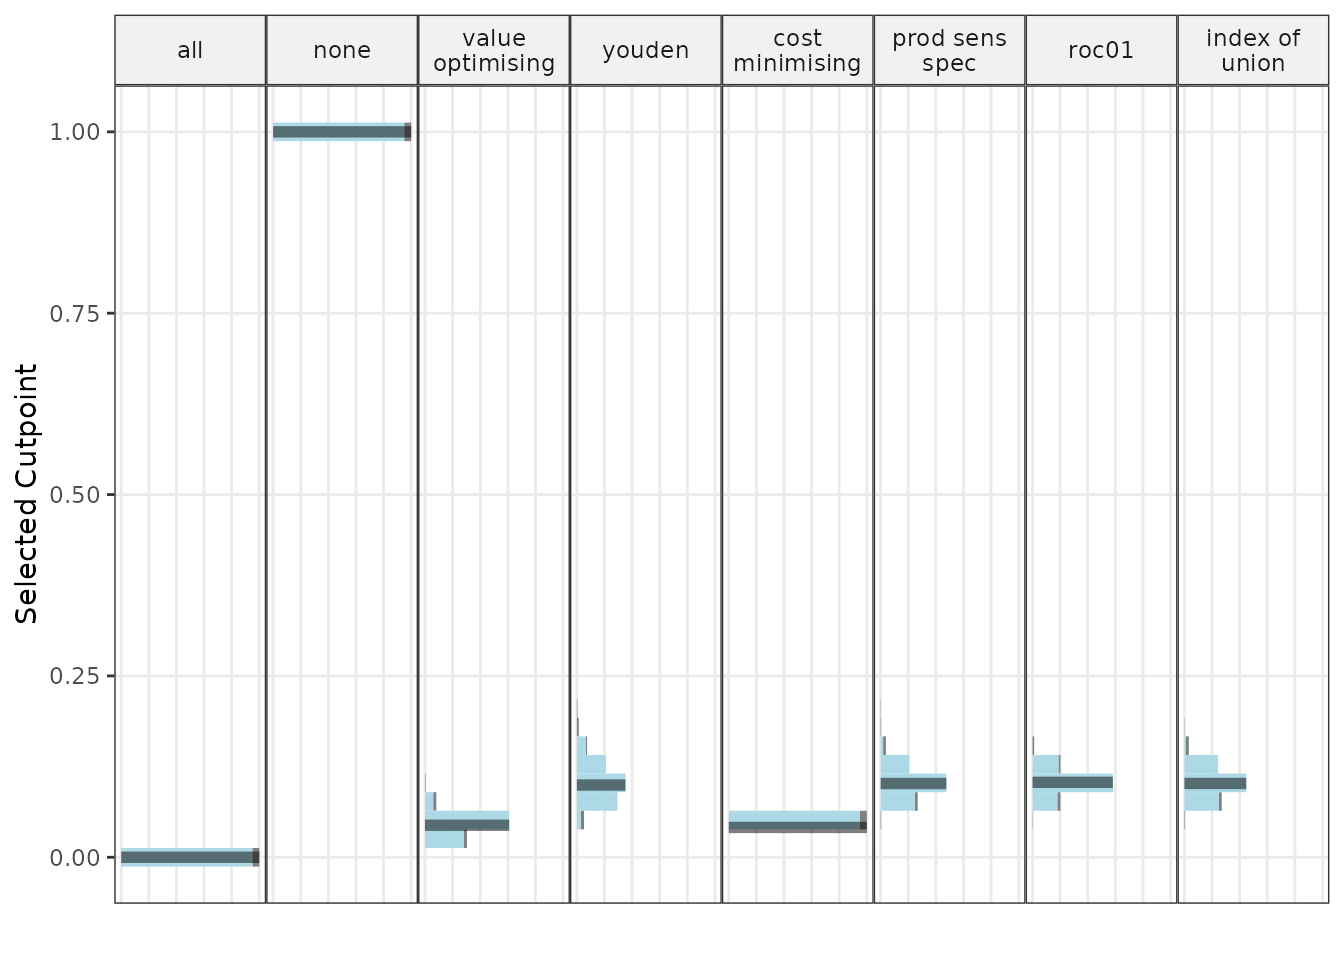 all
none
value
optimising
youden
cost
minimising
prod sens
spec
roc01
index of
union
1.00
0.75
0.50
0.25
0.00
Selected Cutpoint